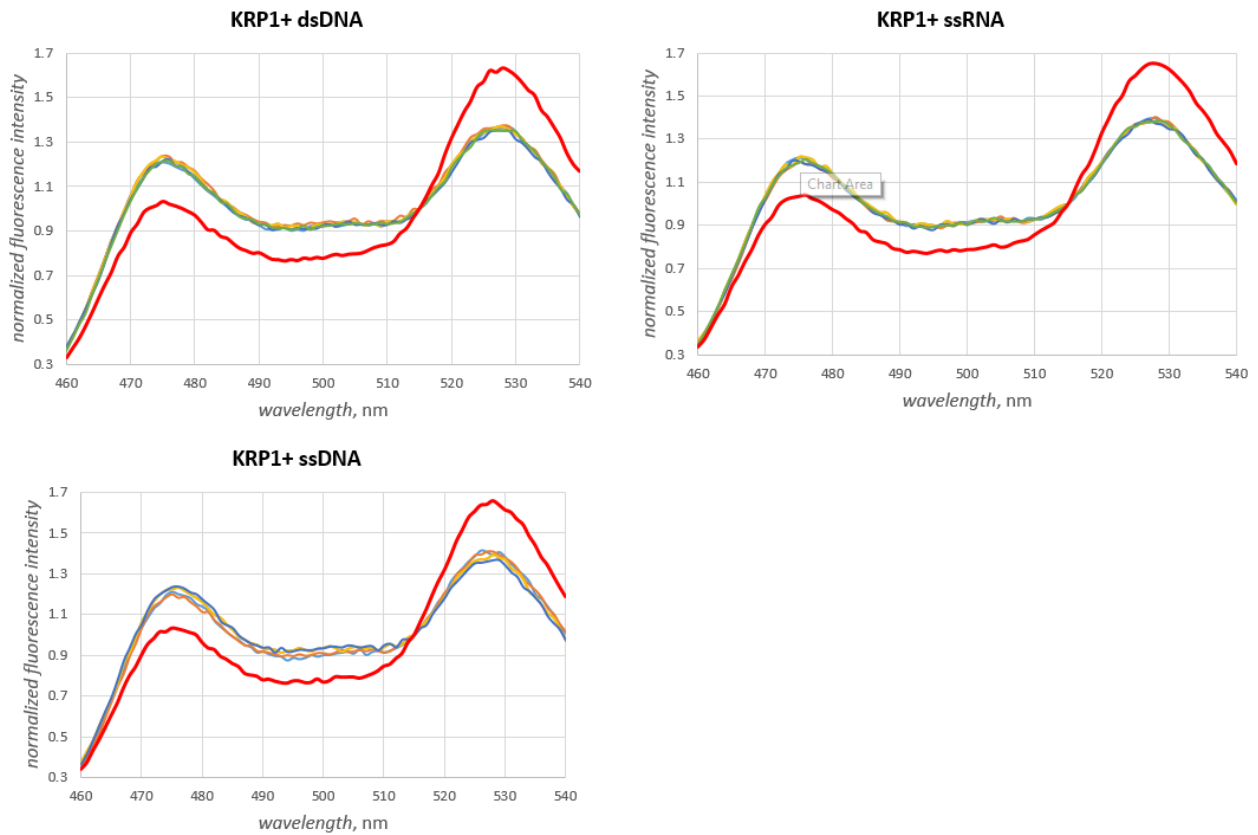 KRP1+ dsDNA
normalized fluorescence intensity
1.7
1.5
1.3
1.1
0.9
0.7
0.5
0.3
460 470 480 490 500 510 520 530 540
wavelength, nm
KRP1+ ssRNA
normalized fluorescence intensity
1.7
1.5
1.3
1.1
0.9
0.7
0.5
0.3
Chart Area
460 470 480 490 500 510 520 530 540
wavelength, nm
KRP1+ ssDNA
normalized fluorescence intensity
1.7
1.5
1.3
1.1
0.9
0.7
0.5
0.3
460 470 480 490 500 510 520 530 540
wavelength, nm